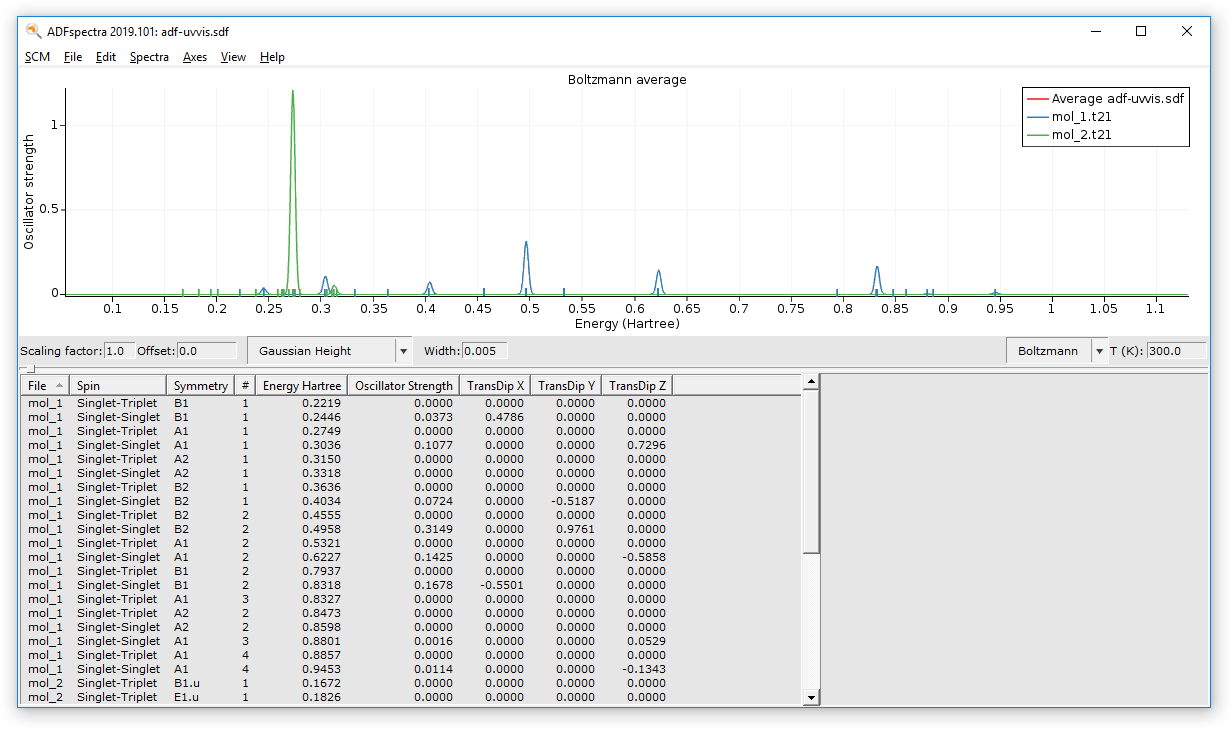 ADFspectra 2019.101: adf-uvvis.sdf
SCM File Edit Spectra Axes View Help
Boltzmann average
Average adf-uvvis.sdf
mol_1.t21
mol_2.t21
Oscillator strength
1
0.5
0
0.1 0.15 0.2 0.25 0.3 0.35 0.4 0.45 0.5 0.55 0.6 0.65 0.7 0.75 0.8 0.85 0.9 0.95 1 1.05 1.1
Energy (Hartree)
Scaling factor: 1.0 Offset: 0.0 Gaussian Height Width: 0.005 Boltzmann T (K): 300.0
File Spin Symmetry # Energy Hartree Oscillator Strength TransDip X TransDip Y TransDip Z
mol_1 Singlet-Triplet B1 1 0.2219 0.0000 0.0000 0.0000 0.0000
mol_1 Singlet-Singlet B1 1 0.2446 0.0373 0.4786 0.0000 0.0000
mol_1 Singlet-Triplet A1 1 0.2749 0.0000 0.0000 0.0000 0.0000
mol_1 Singlet-Singlet A1 1 0.3036 0.1077 0.0000 0.0000 0.7296
mol_1 Singlet-Triplet A2 1 0.3150 0.0000 0.0000 0.0000 0.0000
mol_1 Singlet-Singlet A2 1 0.3318 0.0000 0.0000 0.0000 0.0000
mol_1 Singlet-Triplet B2 1 0.3636 0.0000 0.0000 0.0000 0.0000
mol_1 Singlet-Singlet B2 1 0.4034 0.0724 0.0000 -0.5187 0.0000
mol_1 Singlet-Triplet B2 2 0.4555 0.0000 0.0000 0.0000 0.0000
mol_1 Singlet-Singlet B2 2 0.4958 0.3149 0.0000 0.9761 0.0000
mol_1 Singlet-Triplet A1 2 0.5321 0.0000 0.0000 0.0000 0.0000
mol_1 Singlet-Singlet A1 2 0.6227 0.1425 0.0000 0.0000 -0.5858
mol_1 Singlet-Triplet B1 2 0.7937 0.0000 0.0000 0.0000 0.0000
mol_1 Singlet-Singlet B1 2 0.8318 0.1678 -0.5501 0.0000 0.0000
mol_1 Singlet-Triplet A1 3 0.8327 0.0000 0.0000 0.0000 0.0000
mol_1 Singlet-Triplet A2 2 0.8473 0.0000 0.0000 0.0000 0.0000
mol_1 Singlet-Singlet A2 2 0.8598 0.0000 0.0000 0.0000 0.0000
mol_1 Singlet-Singlet A1 3 0.8801 0.0016 0.0000 0.0000 0.0529
mol_1 Singlet-Triplet A1 4 0.8857 0.0000 0.0000 0.0000 0.0000
mol_1 Singlet-Singlet A1 4 0.9453 0.0114 0.0000 0.0000 -0.1343
mol_2 Singlet-Triplet B1.u 1 0.1672 0.0000 0.0000 0.0000 0.0000
mol_2 Singlet-Triplet E1.u 1 0.1826 0.0000 0.0000 0.0000 0.0000